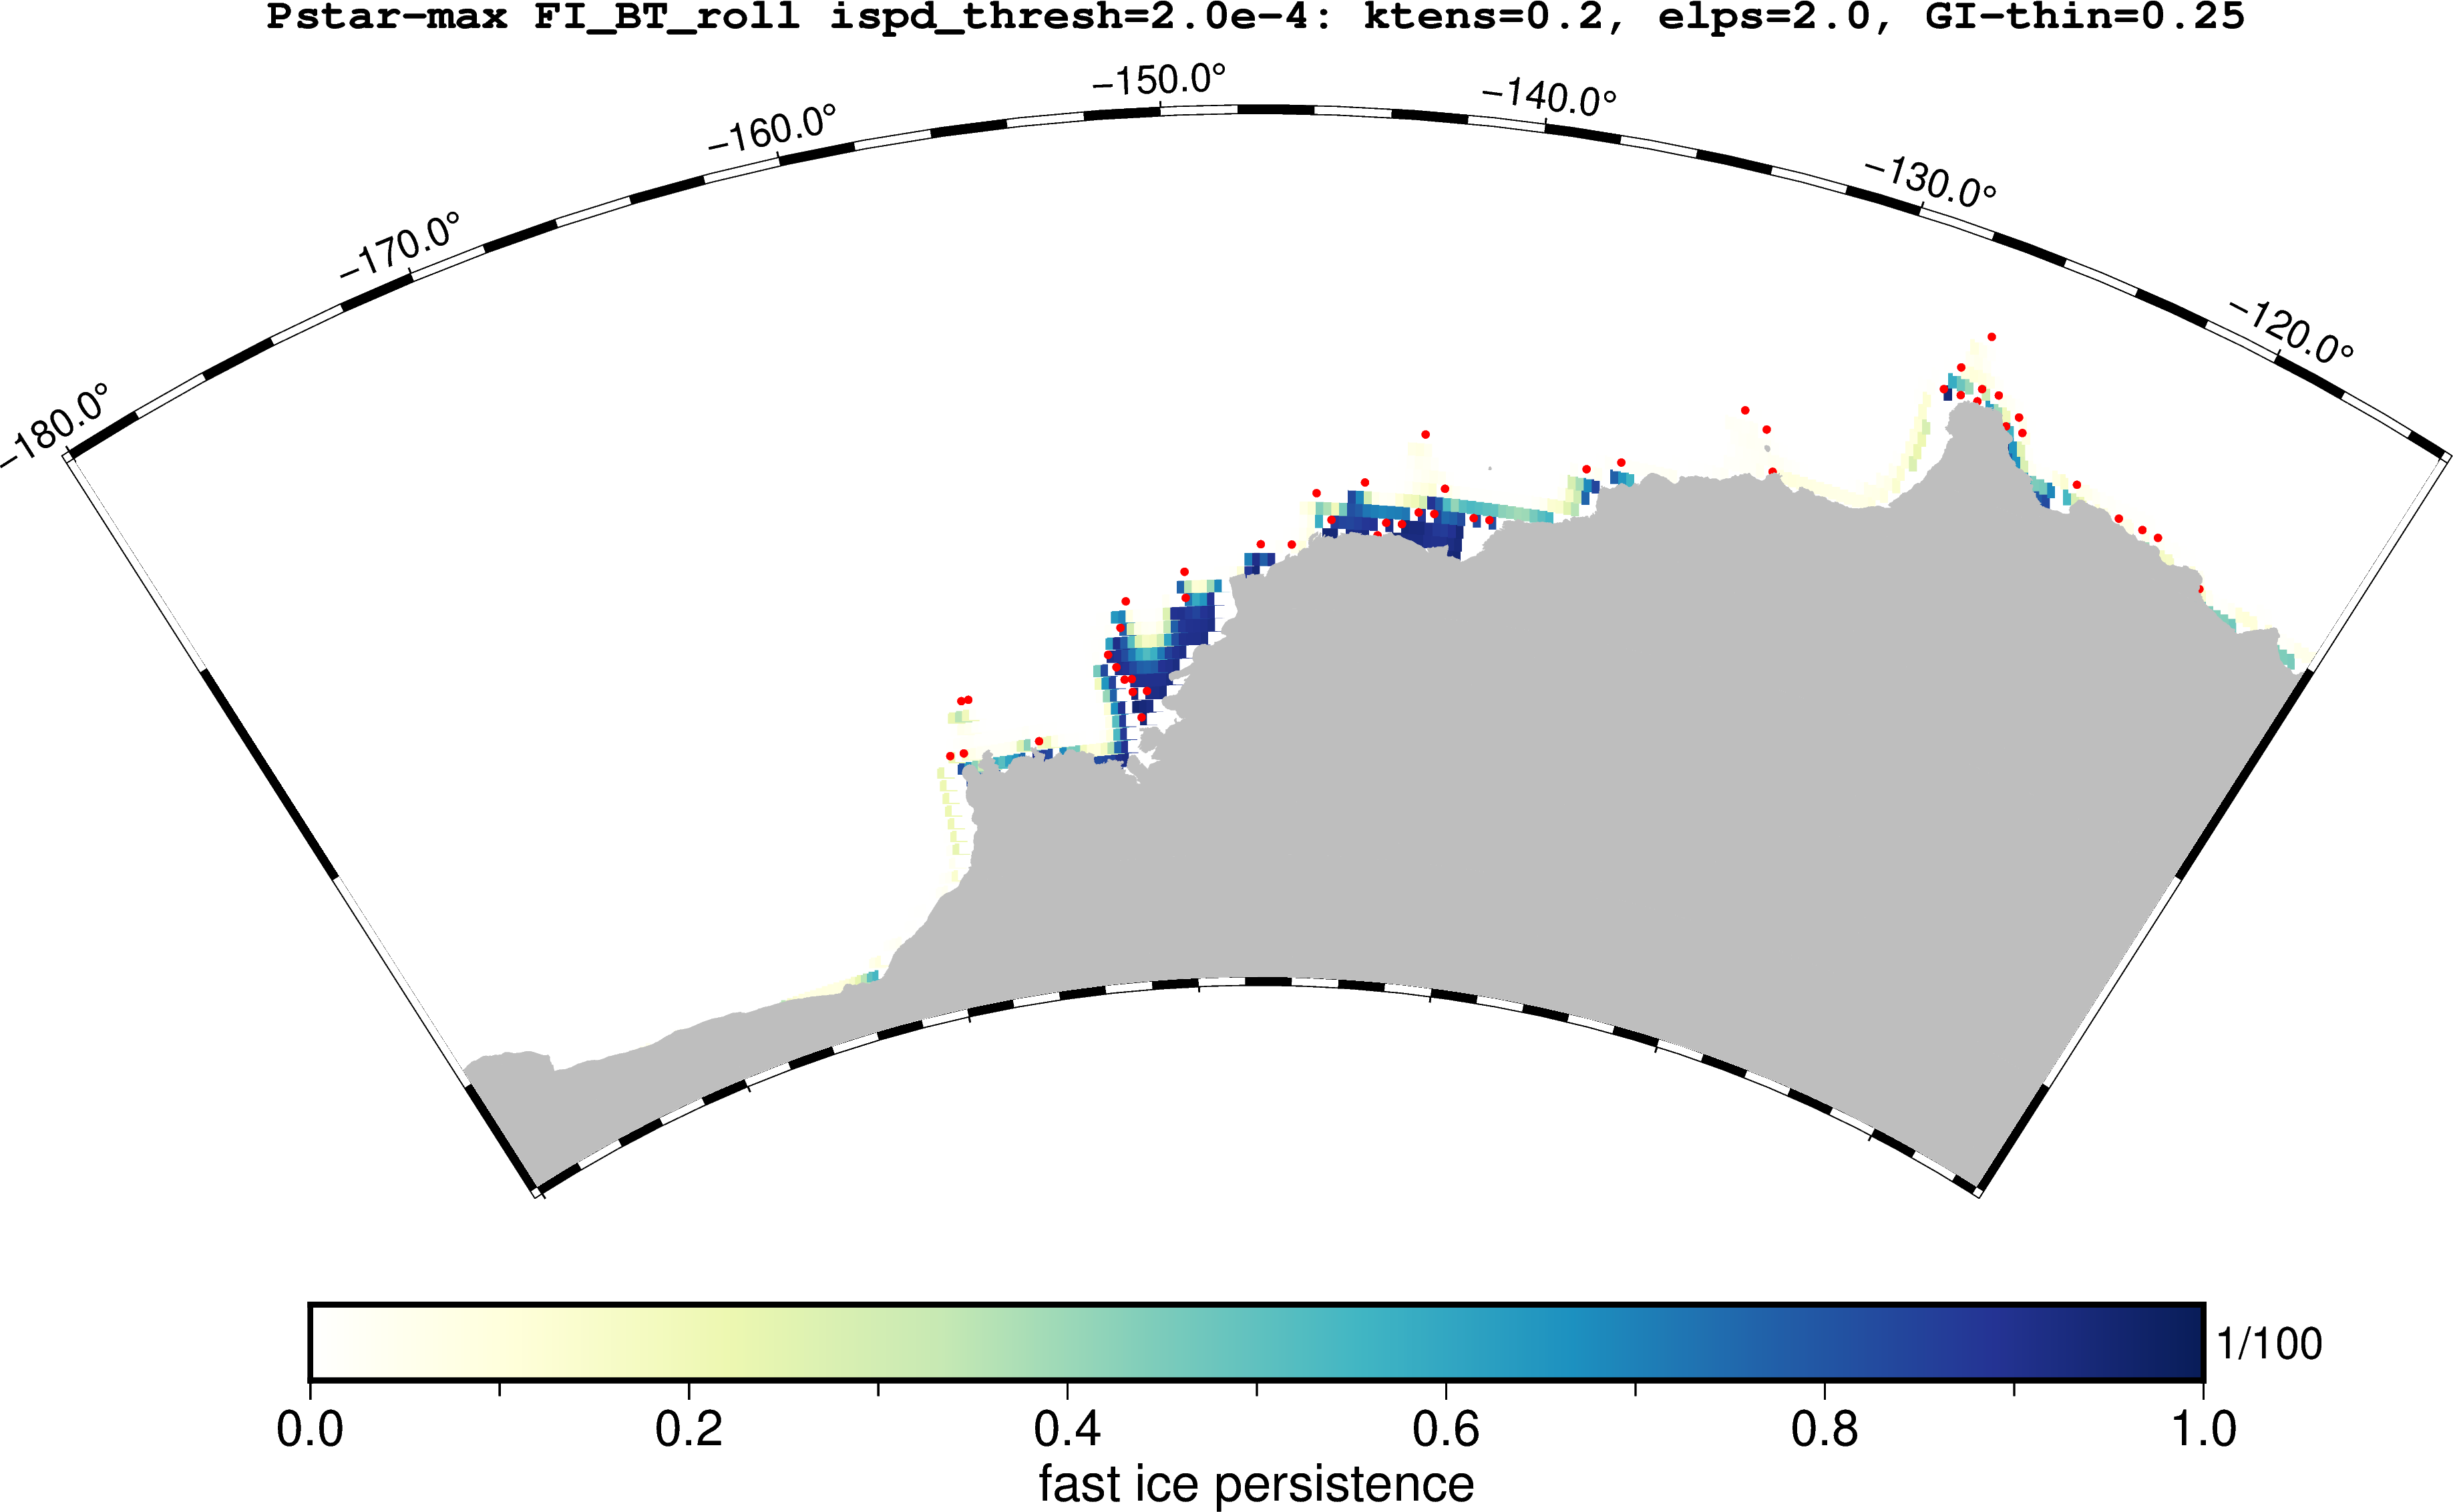 Pstar-max FI_BT_roll ispd_thresh=2.0e-4: ktens=0.2, elps=2.0, GI-thin=0.25
−180.0°
−170.0°
−160.0°
−150.0°
−140.0°
−130.0°
−120.0°
1/100
0.0 0.2 0.4 0.6 0.8 1.0
fast ice persistence